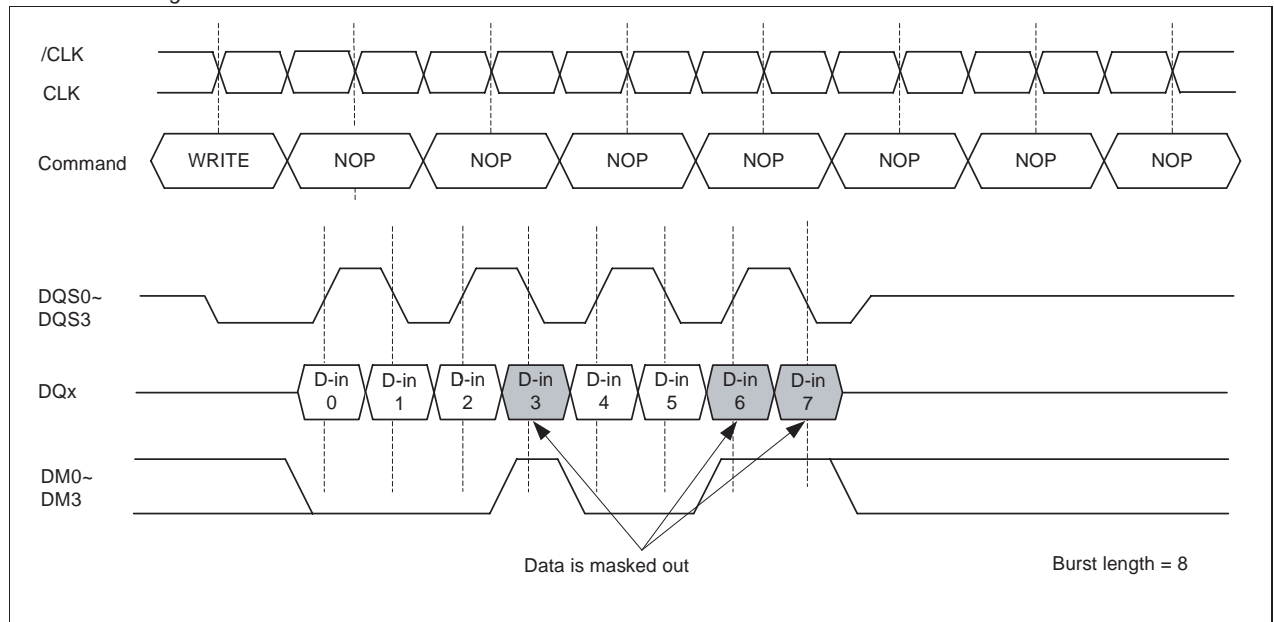 /CLK
CLK
Command WRITE NOP NOP NOP NOP NOP NOP NOP
DQS0~
DQS3
DQx
D-in D-in D-in D-in D-in D-in D-in D-in
0 1 2 3 4 5 6 7
DM0~
DM3
Data is masked out
Burst length = 8